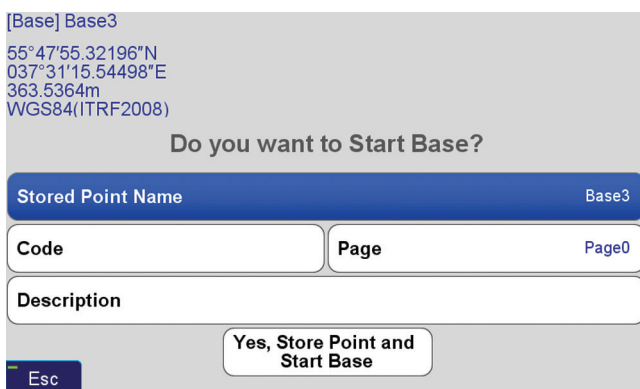 [Base] Base3
55°47'55.32196"N
037°31'15.54498"E
363.5364m
WGS84(ITRF2008)
Do you want to Start Base?
Stored Point Name Base3
Code Page Page0
Description
Yes, Store Point and
Start Base
Esc